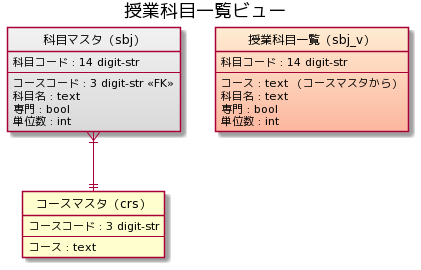 授業科目一覧ビュー
科目マスタ（sbj）
科目コード : 14 digit-str
コースコード : 3 digit-str «FK»
科目名 : text
専門 : bool
単位数 : int
授業科目一覧（sbj_v）
科目コード : 14 digit-str
コース : text （コースマスタから）
科目名 : text
専門 : bool
単位数 : int
コースマスタ（crs）
コースコード : 3 digit-str
コース : text